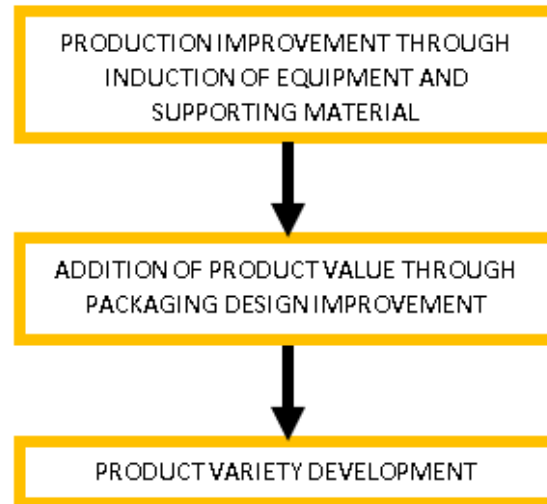 PRODUCTION IMPROVEMENT THROUGH
INDUCTION OF EQUIPMENT AND
SUPPORTING MATERIAL
ADDITION OF PRODUCT VALUE THROUGH
PACKAGING DESIGN IMPROVEMENT
PRODUCT VARIETY DEVELOPMENT